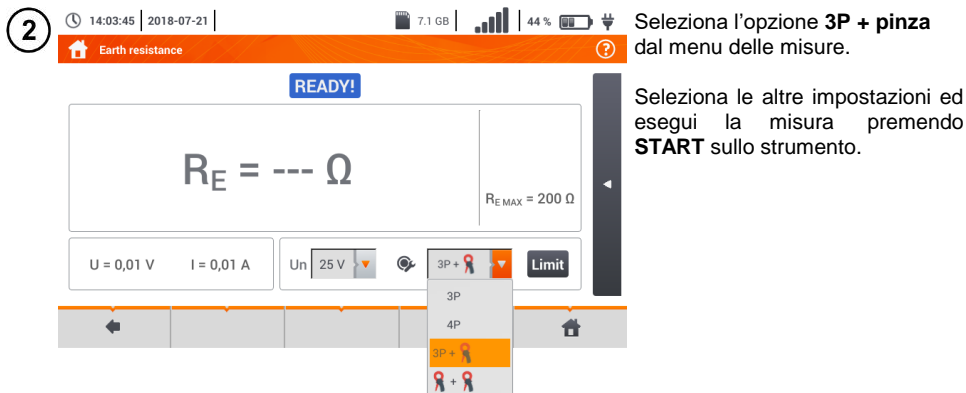 2
14:03:45 2018-07-21 7.1 GB 44 %
Earth resistance ?
READY!
RE = --- Ω
RE MAX = 200 Ω
U = 0,01 V I = 0,01 A Un 25 V 3P + Limit
3P
4P
3P +
+
Seleziona l'opzione 3P + pinza
dal menu delle misure.
Seleziona le altre impostazioni ed
esegui la misura premendo
START sullo strumento.